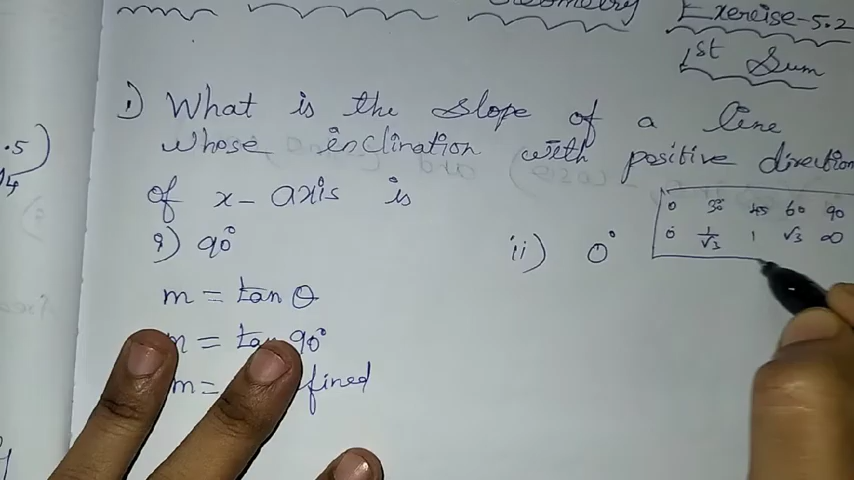 Geometry
Exercise-5.2
1st Sum
1) What is the slope of a line
whose inclination with positive direction
of x-axis is
i) 90°
ii) 0°
0 30 45 60 90
0 1/√3 1 √3 ∞
m = tan θ
m = tan 90°
m =
.5)